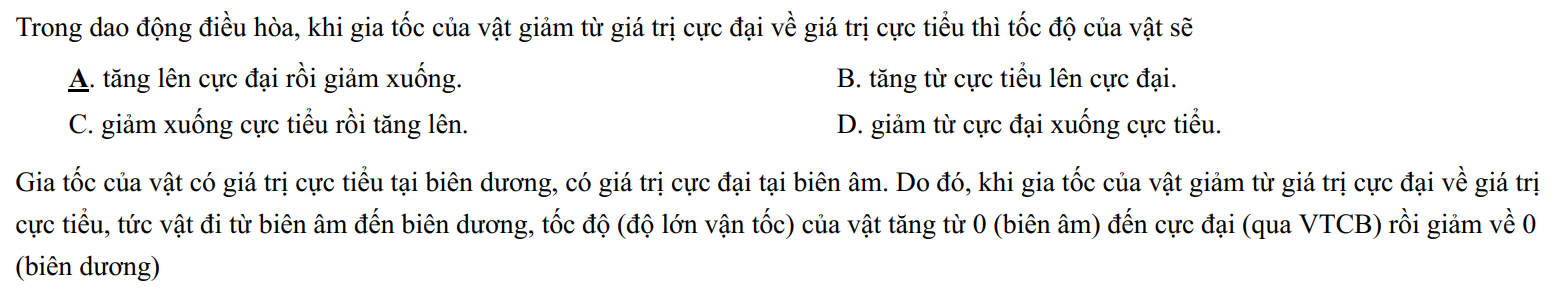 Trong dao động điều hòa, khi gia tốc của vật giảm từ giá trị cực đại về giá trị cực tiểu thì tốc độ của vật sẽ
A. tăng lên cực đại rồi giảm xuống. B. tăng từ cực tiểu lên cực đại.
C. giảm xuống cực tiểu rồi tăng lên. D. giảm từ cực đại xuống cực tiểu.
Gia tốc của vật có giá trị cực tiểu tại biên dương, có giá trị cực đại tại biên âm. Do đó, khi gia tốc của vật giảm từ giá trị cực đại về giá trị
cực tiểu, tức vật đi từ biên âm đến biên dương, tốc độ (độ lớn vận tốc) của vật tăng từ 0 (biên âm) đến cực đại (qua VTCB) rồi giảm về 0
(biên dương)